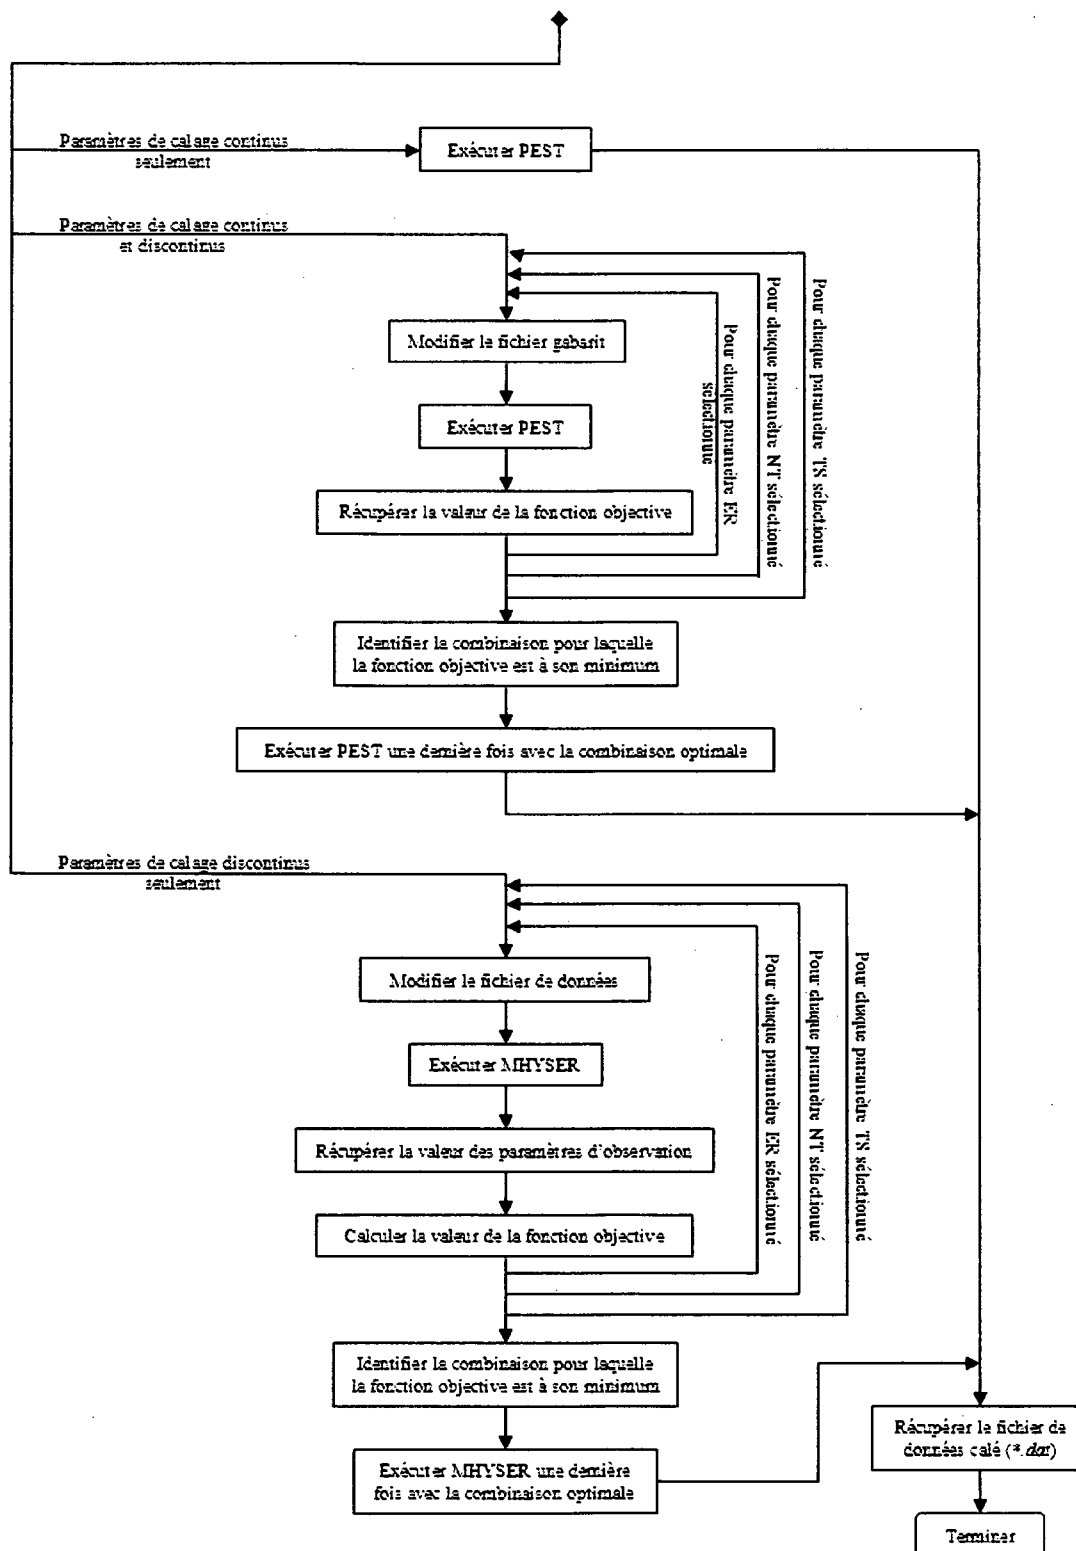 Paramètres de calage continus
seulement
Exécuter PEST
Paramètres de calage continus
et discontinus
Modifier le fichier gabarit
Exécuter PEST
Récupérer la valeur de la fonction objective
Pour chaque paramètre ER
sélectionné
Pour chaque paramètre NT sélectionné
Pour chaque paramètre TS sélectionné
Identifier la combinaison pour laquelle
la fonction objective est à son minimum
Exécuter PEST une dernière fois avec la combinaison optimale
Paramètres de calage discontinus
seulement
Modifier le fichier de données
Exécuter MHYSER
Récupérer la valeur des paramètres d'observation
Calculer la valeur de la fonction objective
Pour chaque paramètre ER sélectionné
Pour chaque paramètre NT sélectionné
Pour chaque paramètre TS sélectionné
Identifier la combinaison pour laquelle
la fonction objective est à son minimum
Exécuter MHYSER une dernière
fois avec la combinaison optimale
Récupérer le fichier de
données calé (*.dat)
Terminer